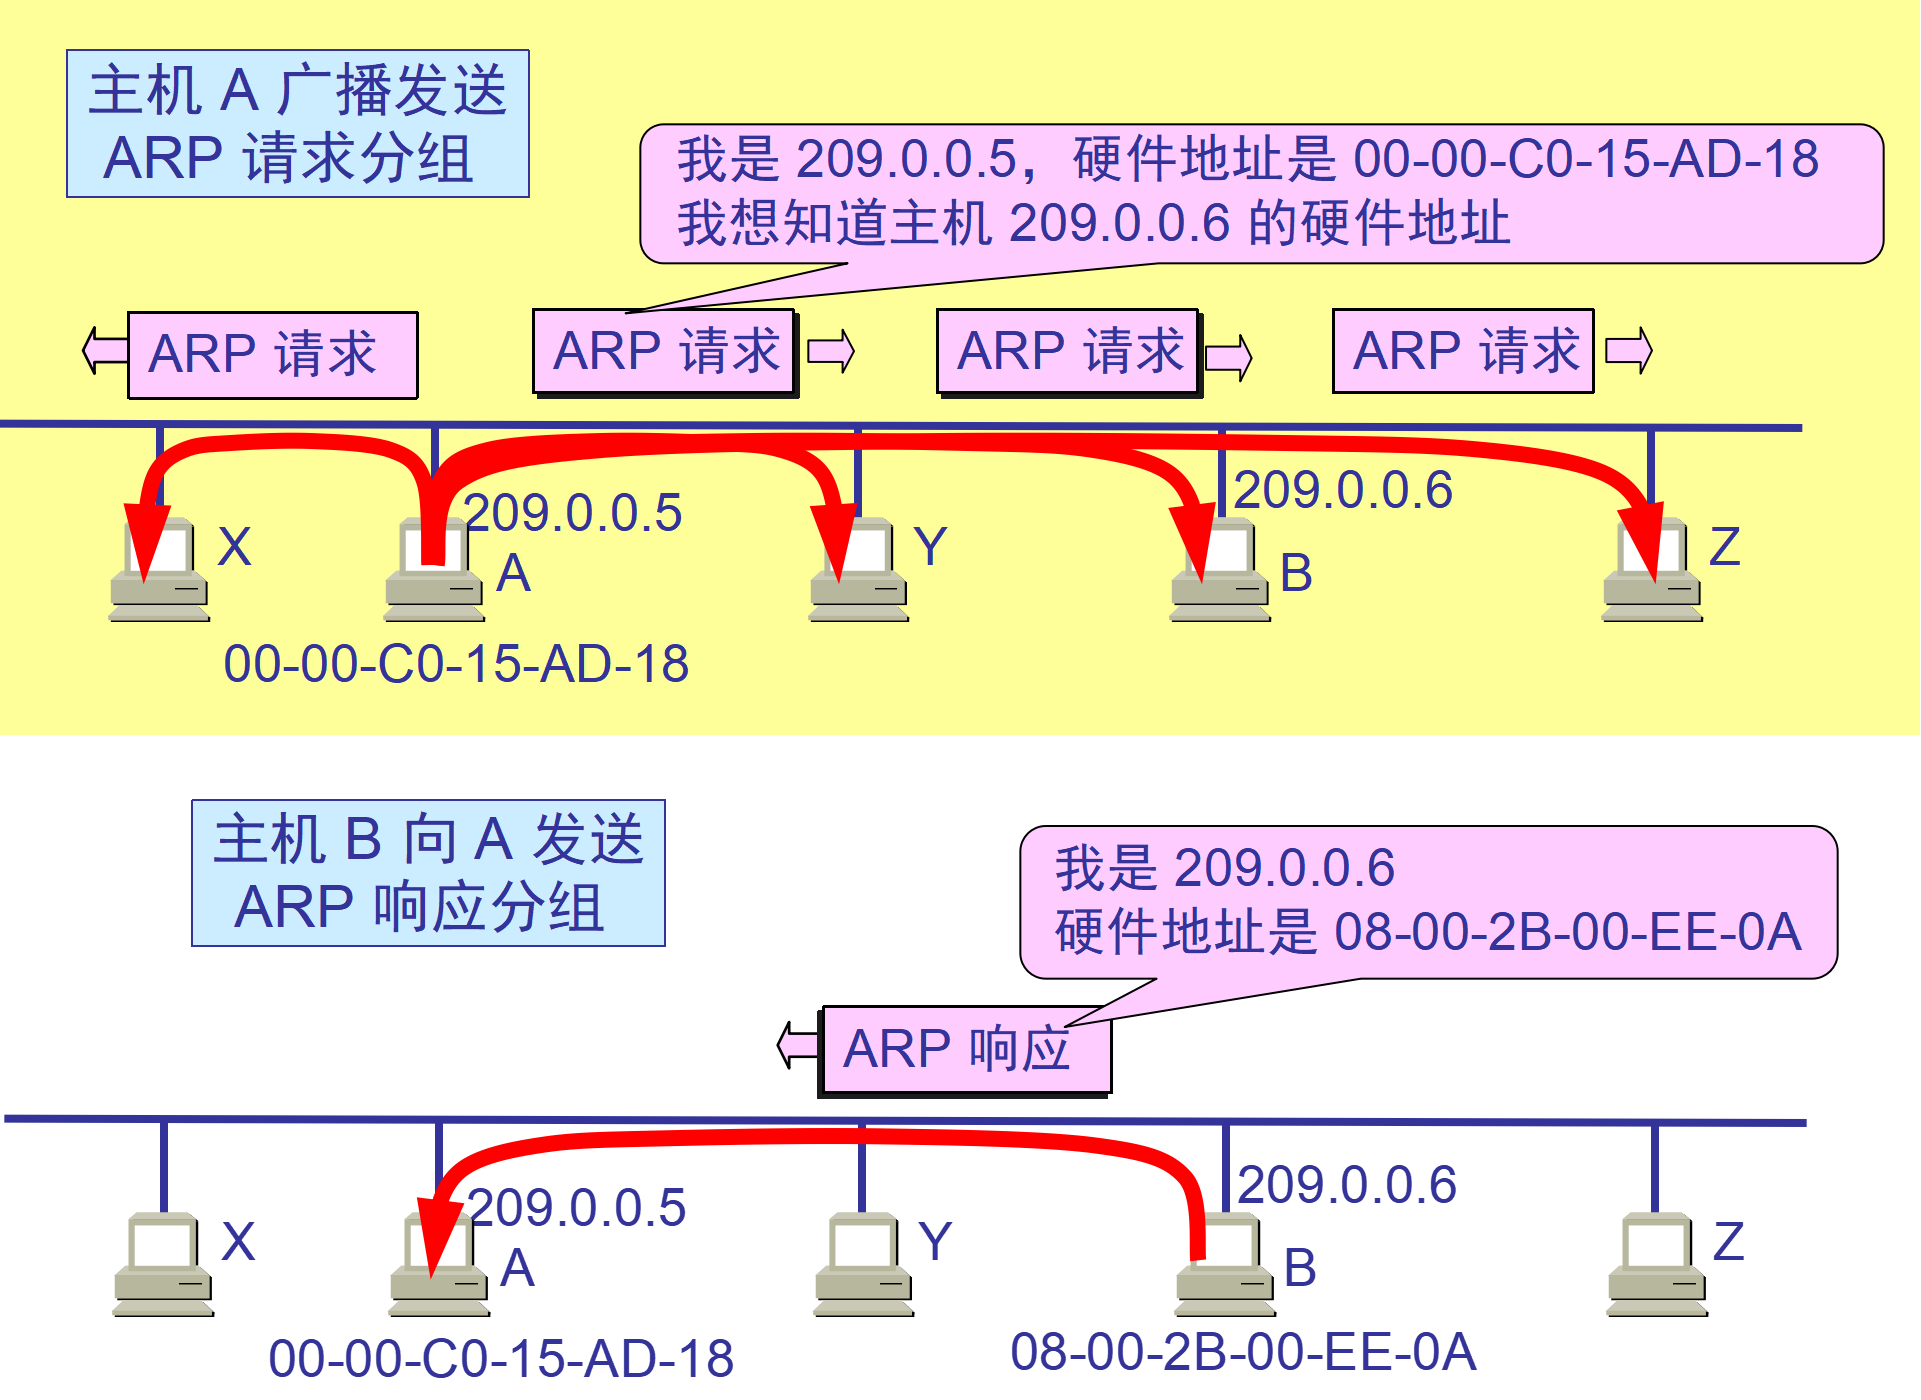 主机 A 广播发送
ARP 请求分组
我是 209.0.0.5，硬件地址是 00-00-C0-15-AD-18
我想知道主机 209.0.0.6 的硬件地址
ARP 请求
ARP 请求
ARP 请求
ARP 请求
209.0.0.5
209.0.0.6
X
A
Y
B
Z
00-00-C0-15-AD-18
主机 B 向 A 发送
ARP 响应分组
我是 209.0.0.6
硬件地址是 08-00-2B-00-EE-0A
ARP 响应
209.0.0.5
209.0.0.6
X
A
Y
B
Z
00-00-C0-15-AD-18
08-00-2B-00-EE-0A